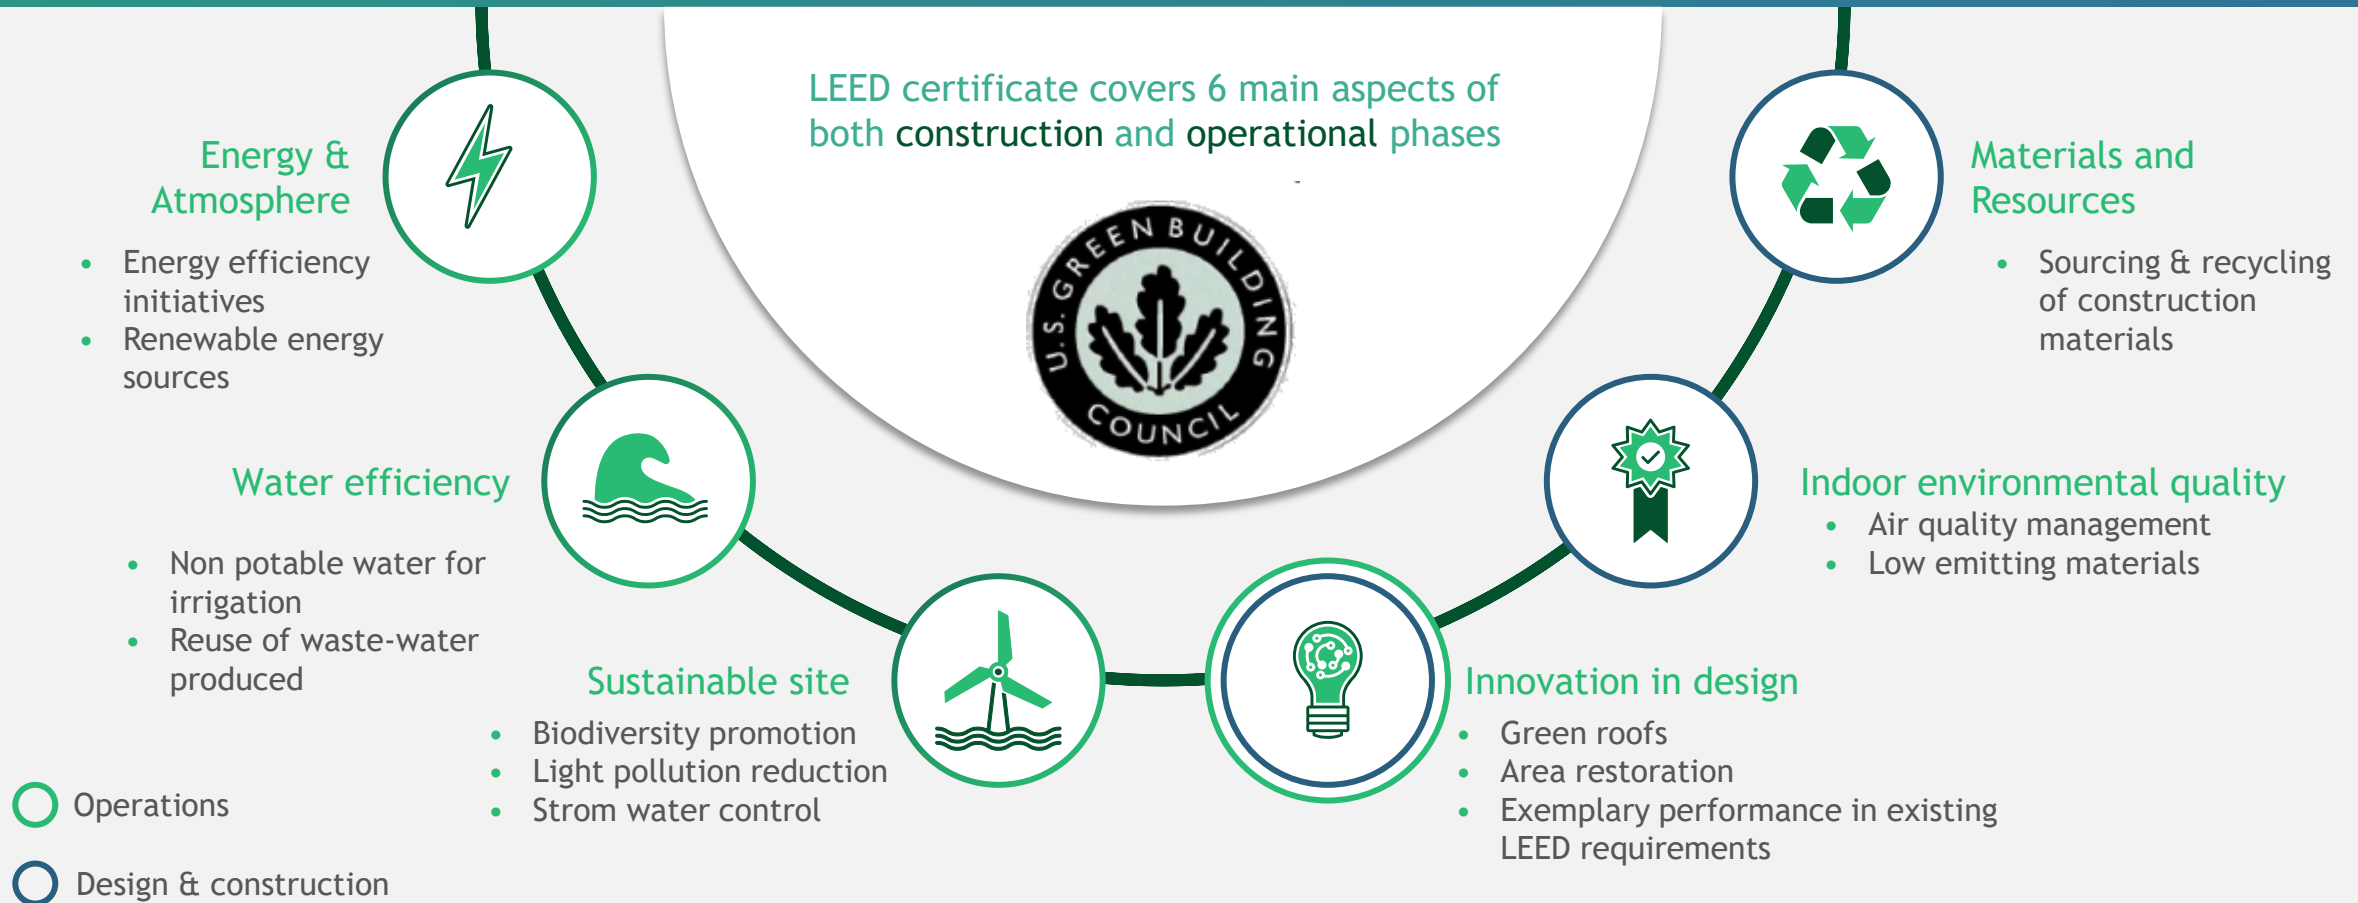 LEED certificate covers 6 main aspects of
both construction and operational phases
U.S. GREEN BUILDING COUNCIL
Energy &
Atmosphere
• Energy efficiency
initiatives
• Renewable energy
sources
Water efficiency
• Non potable water for
irrigation
• Reuse of waste-water
produced
Sustainable site
• Biodiversity promotion
• Light pollution reduction
• Strom water control
Innovation in design
• Green roofs
• Area restoration
• Exemplary performance in existing
LEED requirements
Indoor environmental quality
• Air quality management
• Low emitting materials
Materials and
Resources
• Sourcing & recycling
of construction
materials
Operations
Design & construction